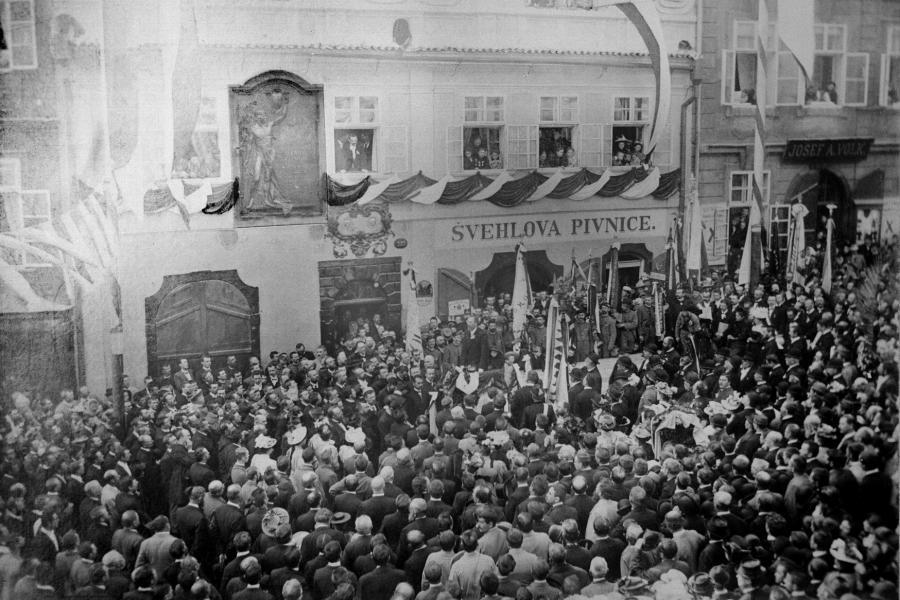 ŠVEHLOVA PIVNICE.
JOSEF A. VOLK.